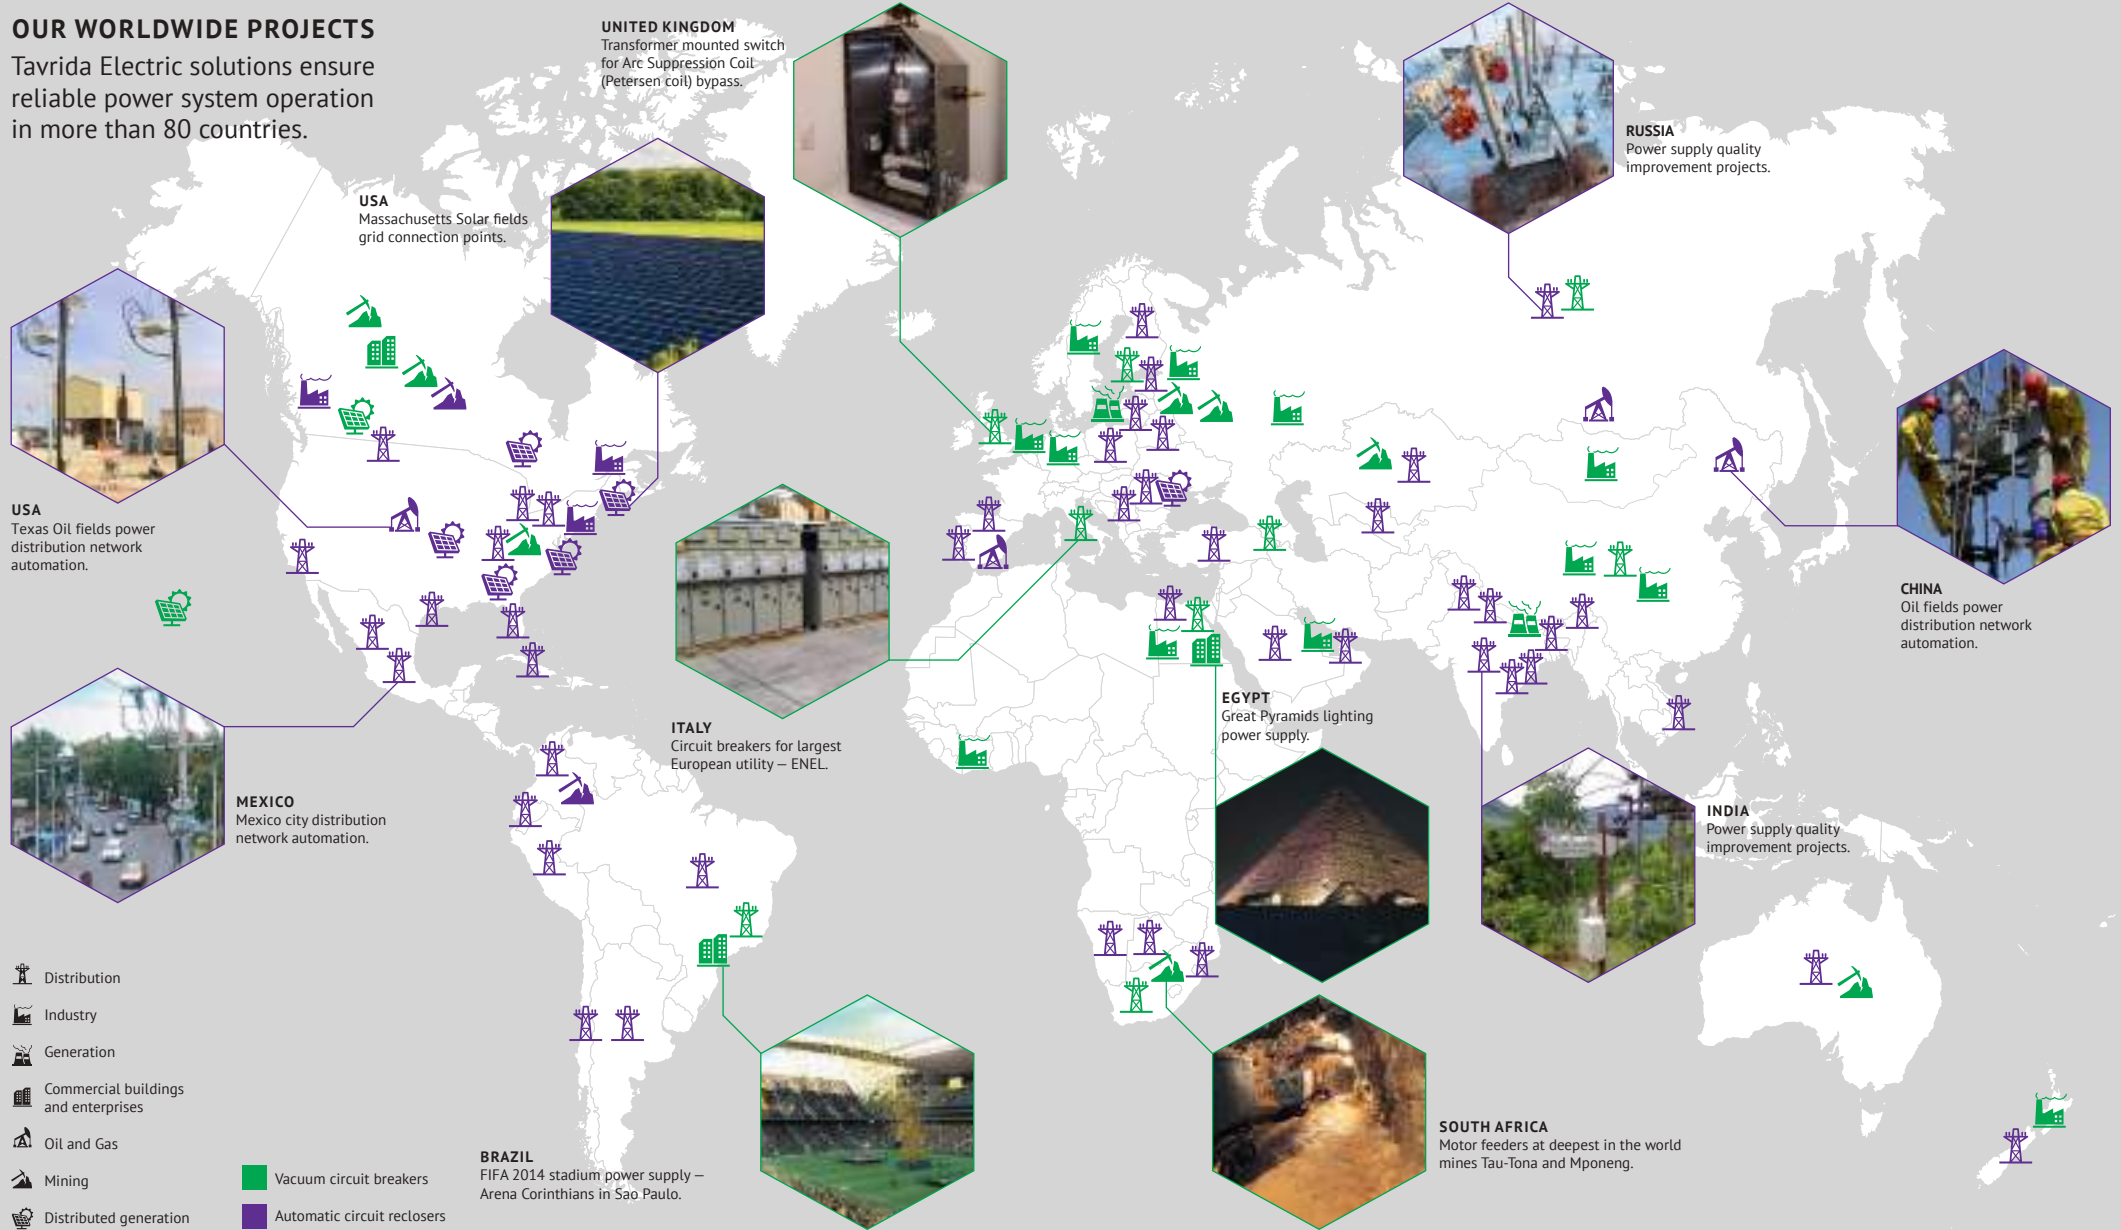 OUR WORLDWIDE PROJECTS
Tavrida Electric solutions ensure
reliable power system operation
in more than 80 countries.
UNITED KINGDOM
Transformer mounted switch
for Arc Suppression Coil
(Petersen coil) bypass.
RUSSIA
Power supply quality
improvement projects.
USA
Massachusetts Solar fields
grid connection points.
USA
Texas Oil fields power
distribution network
automation.
CHINA
Oil fields power
distribution network
automation.
EGYPT
Great Pyramids lighting
power supply.
ITALY
Circuit breakers for largest
European utility – ENEL.
MEXICO
Mexico city distribution
network automation.
INDIA
Power supply quality
improvement projects.
SOUTH AFRICA
Motor feeders at deepest in the world
mines Tau-Tona and Mponeng.
BRAZIL
FIFA 2014 stadium power supply –
Arena Corinthians in Sao Paulo.
Distribution
Industry
Generation
Commercial buildings
and enterprises
Oil and Gas
Mining
Distributed generation
Vacuum circuit breakers
Automatic circuit reclosers